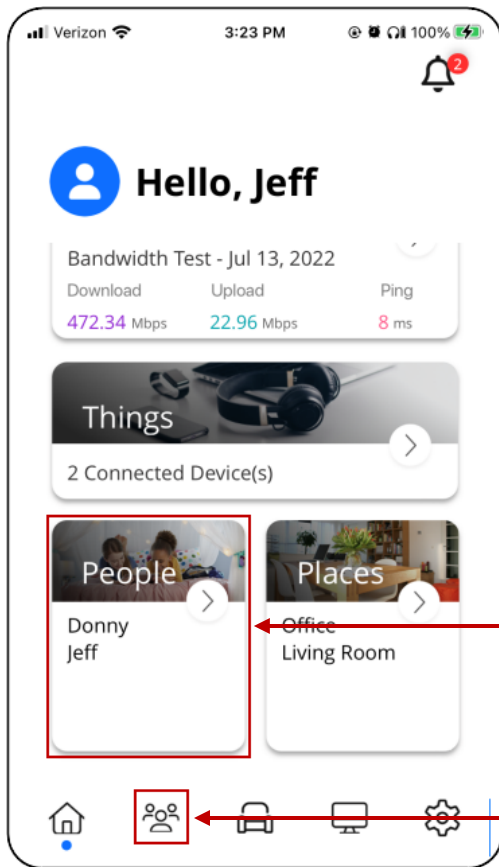 Verizon 3:23 PM 100%
2
Hello, Jeff
Bandwidth Test - Jul 13, 2022
Download Upload Ping
472.34 Mbps 22.96 Mbps 8 ms
Things
2 Connected Device(s)
People
Donny
Jeff
Places
Office
Living Room